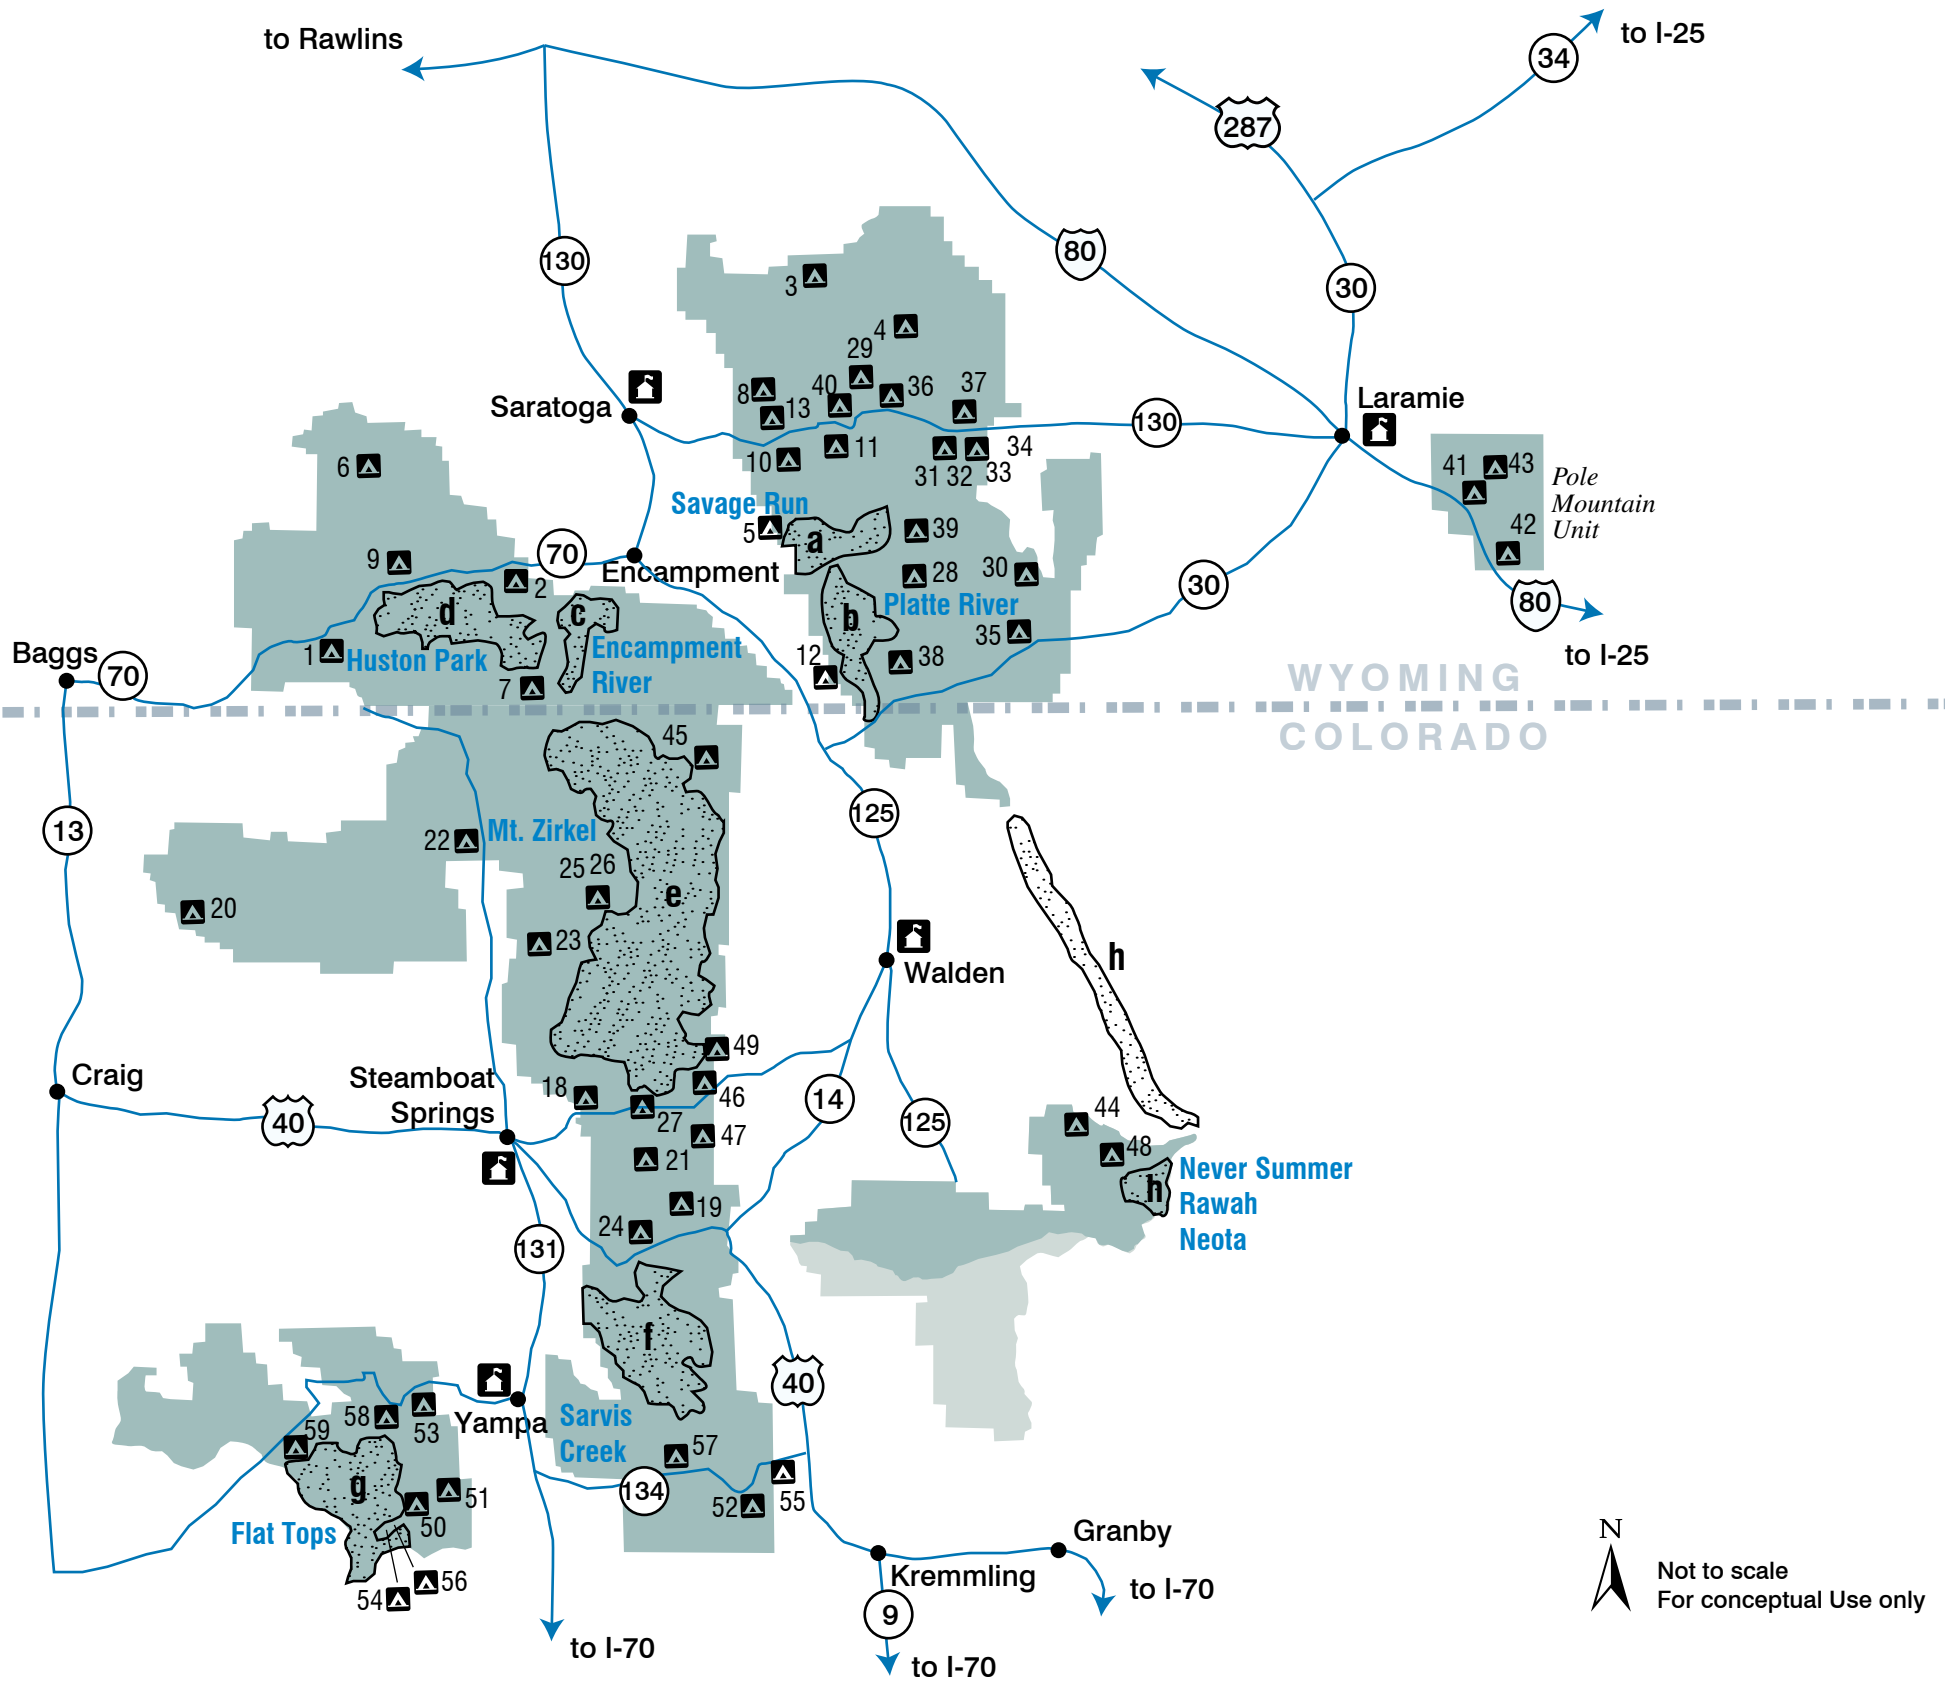 to Rawlins
to I-25
34
287
130
80
30
3
4
29
8
13
40
36
37
Saratoga
Laramie
130
10
11
31 32
33
34
41
43
42
Pole
Mountain
Unit
6
Savage Run
5
a
39
9
70
Encampment
2
28
30
Platte River
30
80
to I-25
d
c
b
35
Baggs
70
1
Huston Park
Encampment
River
7
12
38
WYOMING
COLORADO
45
13
125
22
Mt. Zirkel
25 26
e
20
23
h
Walden
49
Craig
Steamboat
Springs
18
46
40
27
14
125
44
47
48
21
h
Never Summer
Rawah
Neota
19
24
131
f
40
58
53
Yampa
Sarvis
Creek
59
57
g
51
134
52
55
50
Flat Tops
54
56
Granby
Kremmling
9
to I-70
to I-70
to I-70
N
Not to scale
For conceptual Use only